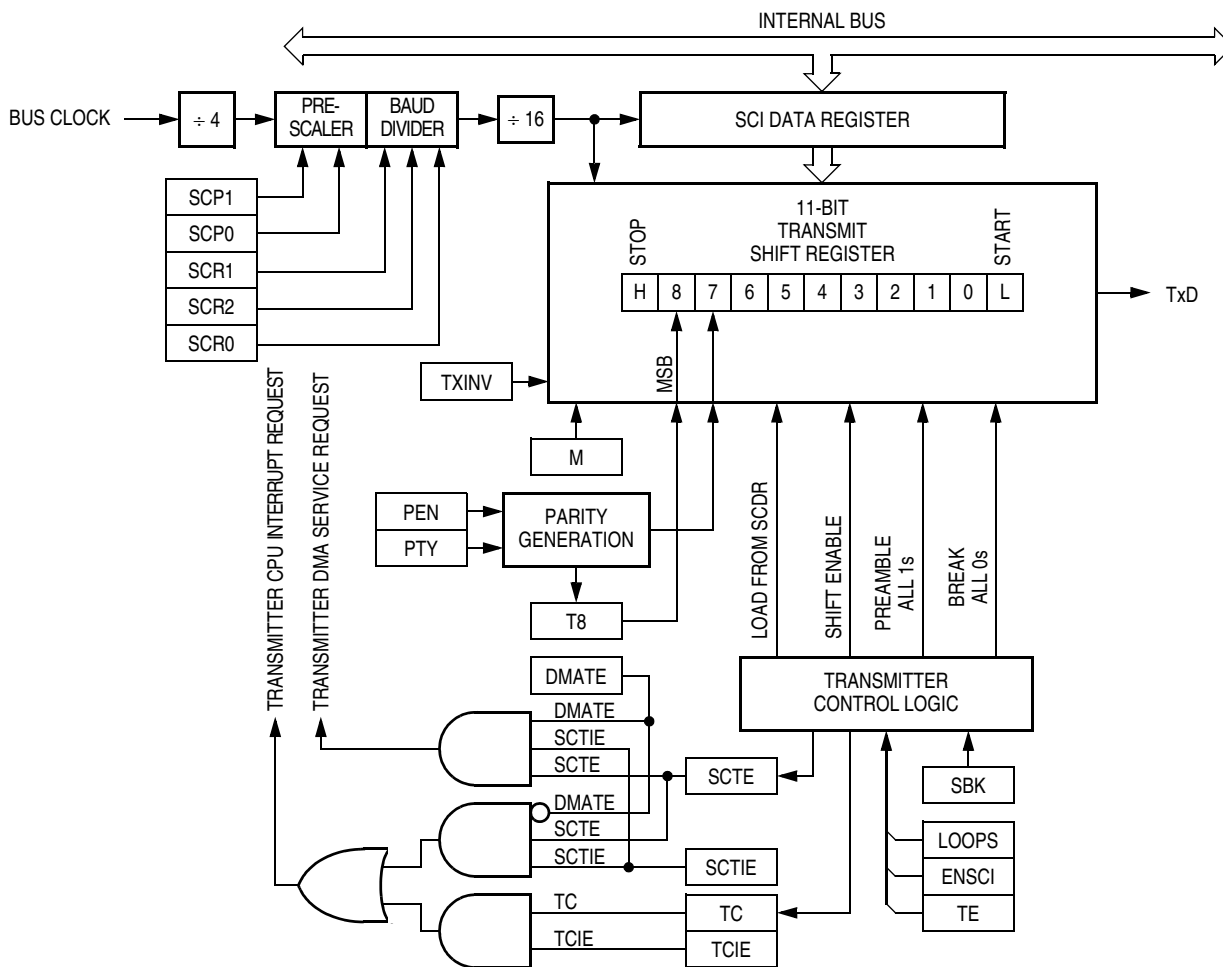 INTERNAL BUS
BUS CLOCK
÷ 4
PRE-
SCALER
BAUD
DIVIDER
÷ 16
SCI DATA REGISTER
SCP1
SCP0
SCR1
SCR2
SCR0
11-BIT
TRANSMIT
SHIFT REGISTER
STOP
START
H 8 7 6 5 4 3 2 1 0 L
TxD
MSB
TXINV
M
PEN
PTY
PARITY
GENERATION
T8
LOAD FROM SCDR
SHIFT ENABLE
PREAMBLE
ALL 1s
BREAK
ALL 0s
TRANSMITTER CPU INTERRUPT REQUEST
TRANSMITTER DMA SERVICE REQUEST
TRANSMITTER
CONTROL LOGIC
DMATE
DMATE
SCTIE
SCTE
SCTE
DMATE
SCTE
SCTIE
SCTIE
TC
TC
TCIE
TCIE
SBK
LOOPS
ENSCI
TE